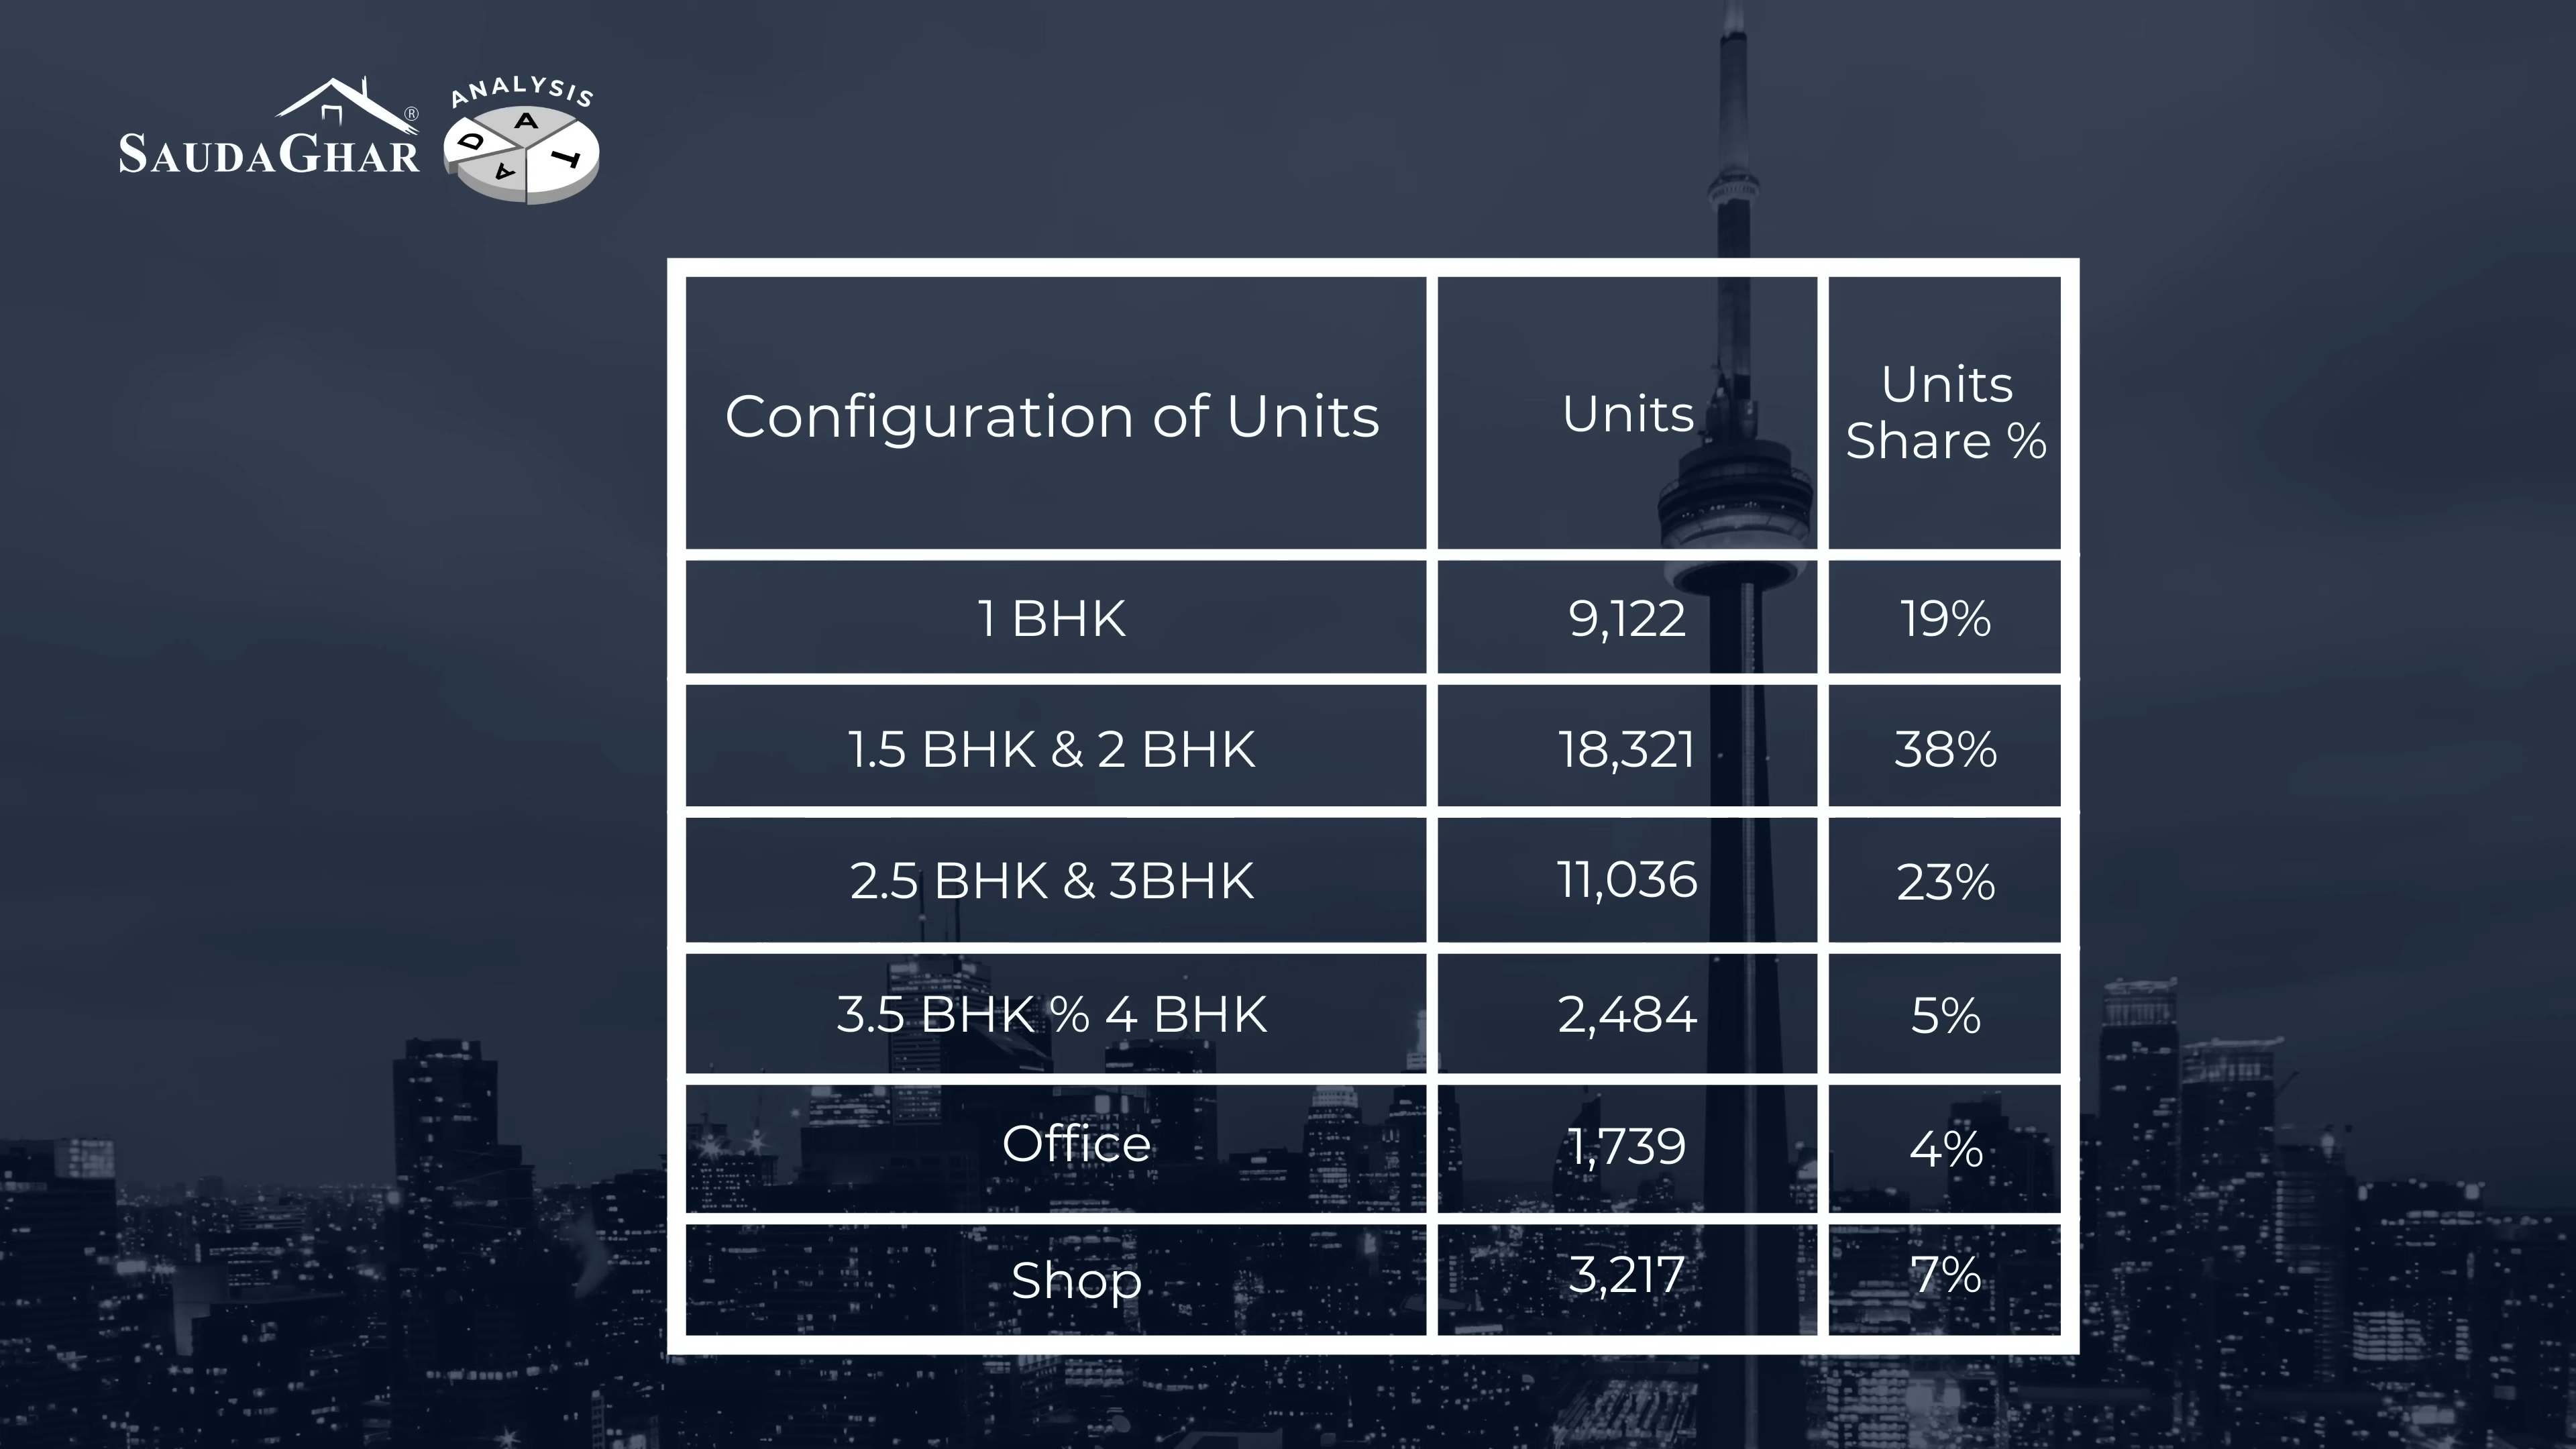 SAUDAGHAR ®
ANALYSIS
D A T A
Configuration of Units
Units
Units
Share %
1 BHK
9,122
19%
1.5 BHK & 2 BHK
18,321
38%
2.5 BHK & 3BHK
11,036
23%
3.5 BHK % 4 BHK
2,484
5%
Office
1,739
4%
Shop
3,217
7%